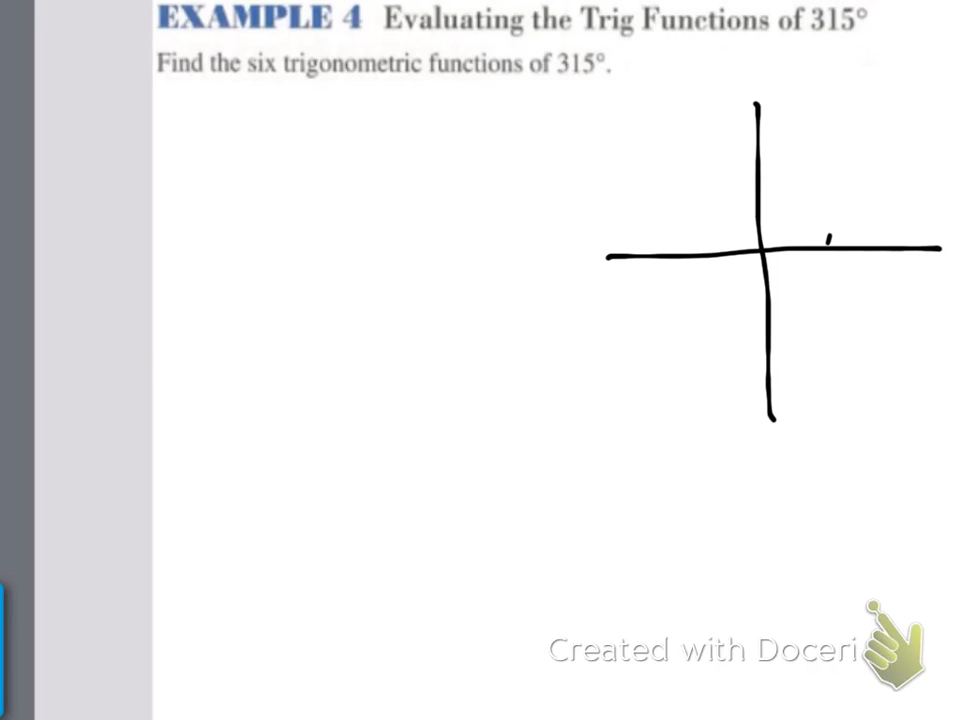 EXAMPLE 4 Evaluating the Trig Functions of 315°
Find the six trigonometric functions of 315°.
Created with Doceri